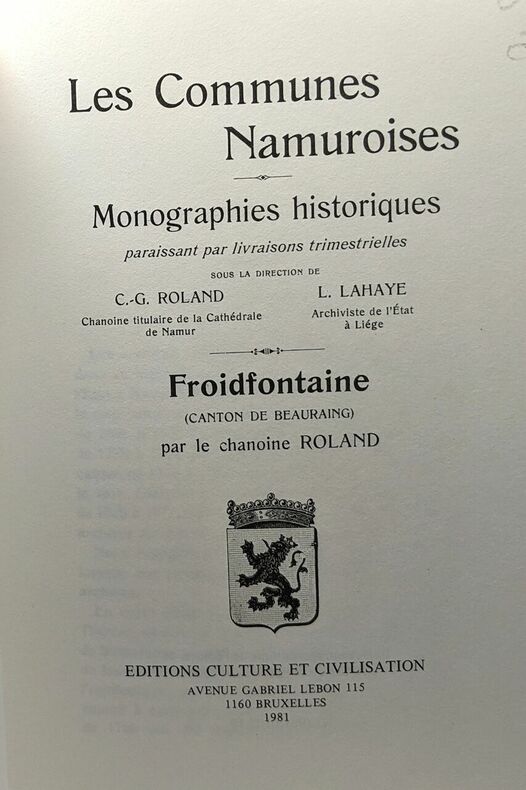 Les Communes
Namuroises
Monographies historiques
paraissant par livraisons trimestrielles
SOUS LA DIRECTION DE
C.-G. ROLAND
Chanoine titulaire de la Cathédrale
de Namur
L. LAHAYE
Archiviste de l'État
à Liége
Froidfontaine
(CANTON DE BEAURAING)
par le chanoine ROLAND
EDITIONS CULTURE ET CIVILISATION
AVENUE GABRIEL LEBON 115
1160 BRUXELLES
1981